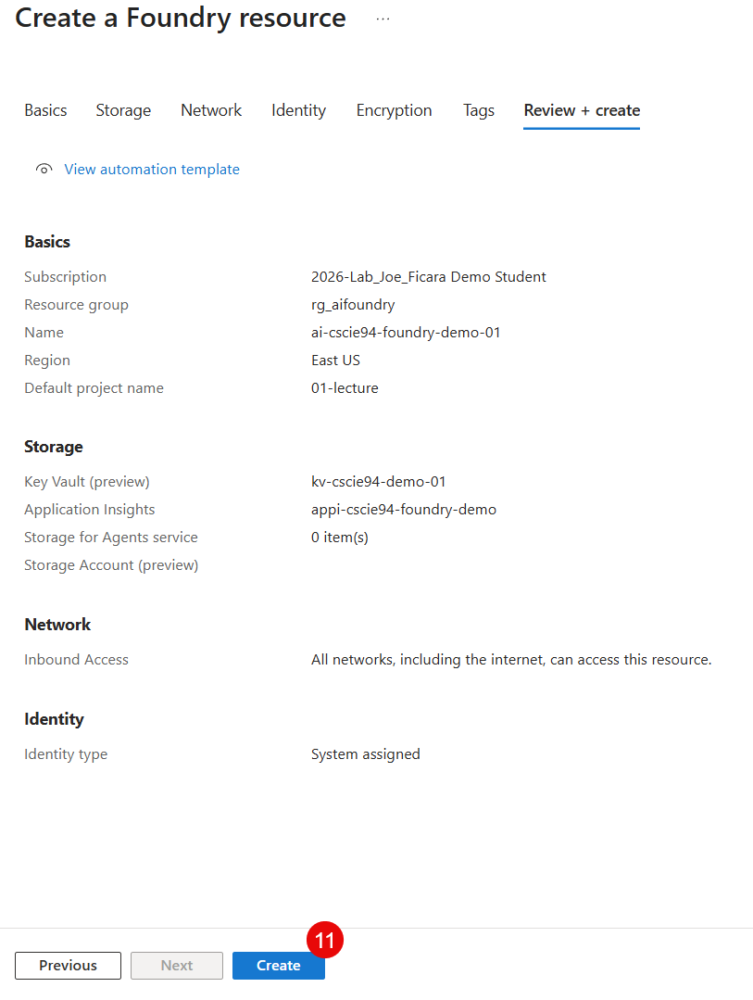 Create a Foundry resource ...
Basics Storage Network Identity Encryption Tags Review + create
View automation template
Basics
Subscription 2026-Lab_Joe_Ficara Demo Student
Resource group rg_aifoundry
Name ai-cscie94-foundry-demo-01
Region East US
Default project name 01-lecture
Storage
Key Vault (preview) kv-cscie94-demo-01
Application Insights appi-cscie94-foundry-demo
Storage for Agents service 0 item(s)
Storage Account (preview)
Network
Inbound Access All networks, including the internet, can access this resource.
Identity
Identity type System assigned
11
Previous Next Create